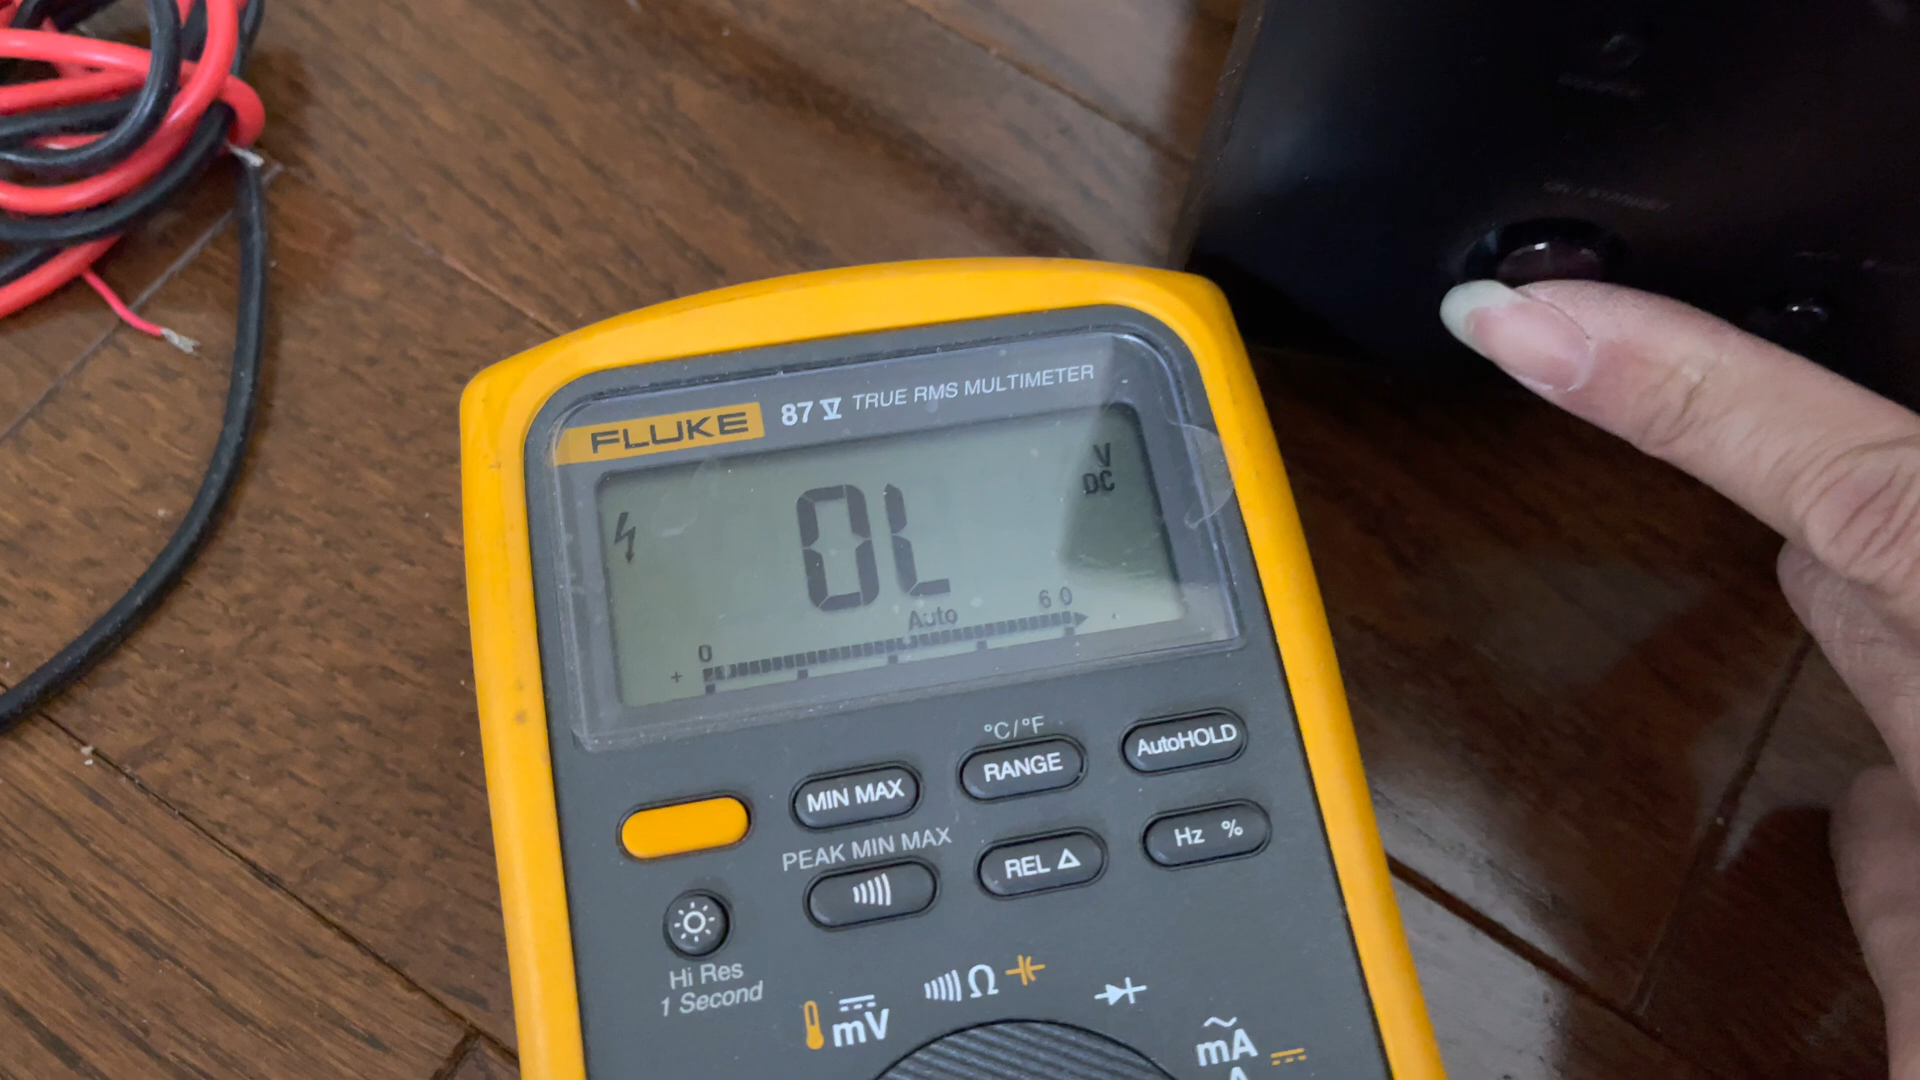 FLUKE 87 V TRUE RMS MULTIMETER
V
DC
OL
Auto
60
0
+
°C/°F
MIN MAX
RANGE
AutoHOLD
PEAK MIN MAX
REL Δ
Hz %
Hi Res
1 Second
mV
Ω
mA
A